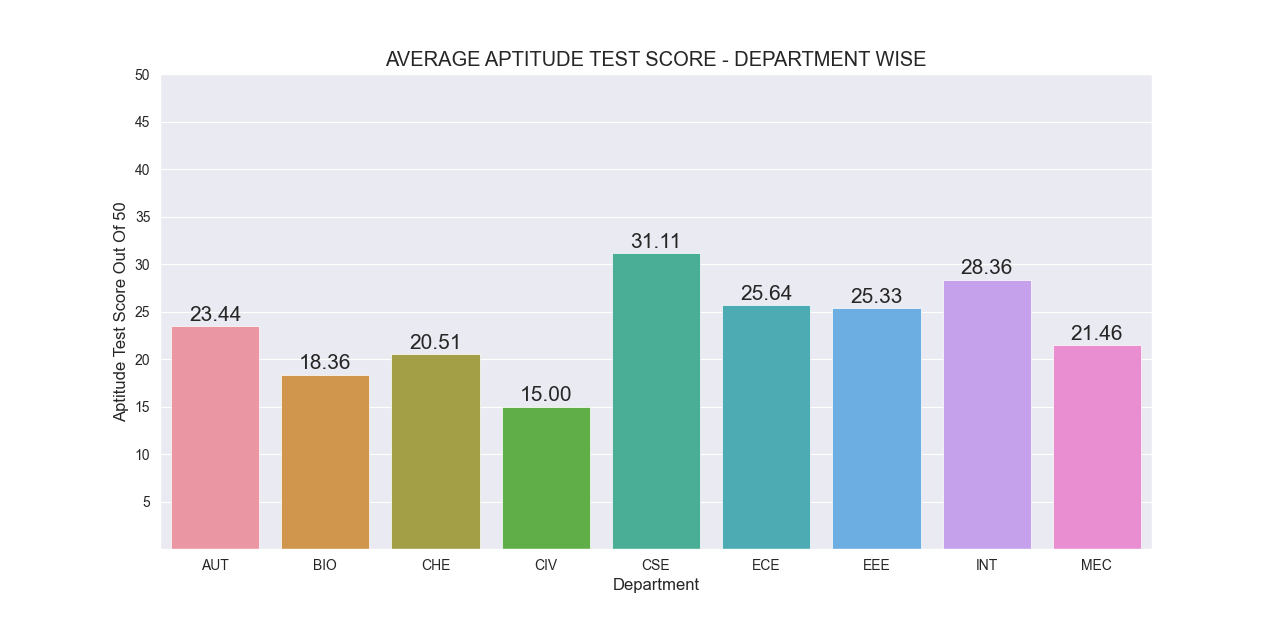 AVERAGE APTITUDE TEST SCORE - DEPARTMENT WISE
Aptitude Test Score Out Of 50
50
45
40
35
30
25
20
15
10
5
23.44
18.36
20.51
15.00
31.11
25.64
25.33
28.36
21.46
AUT
BIO
CHE
CIV
CSE
ECE
EEE
INT
MEC
Department